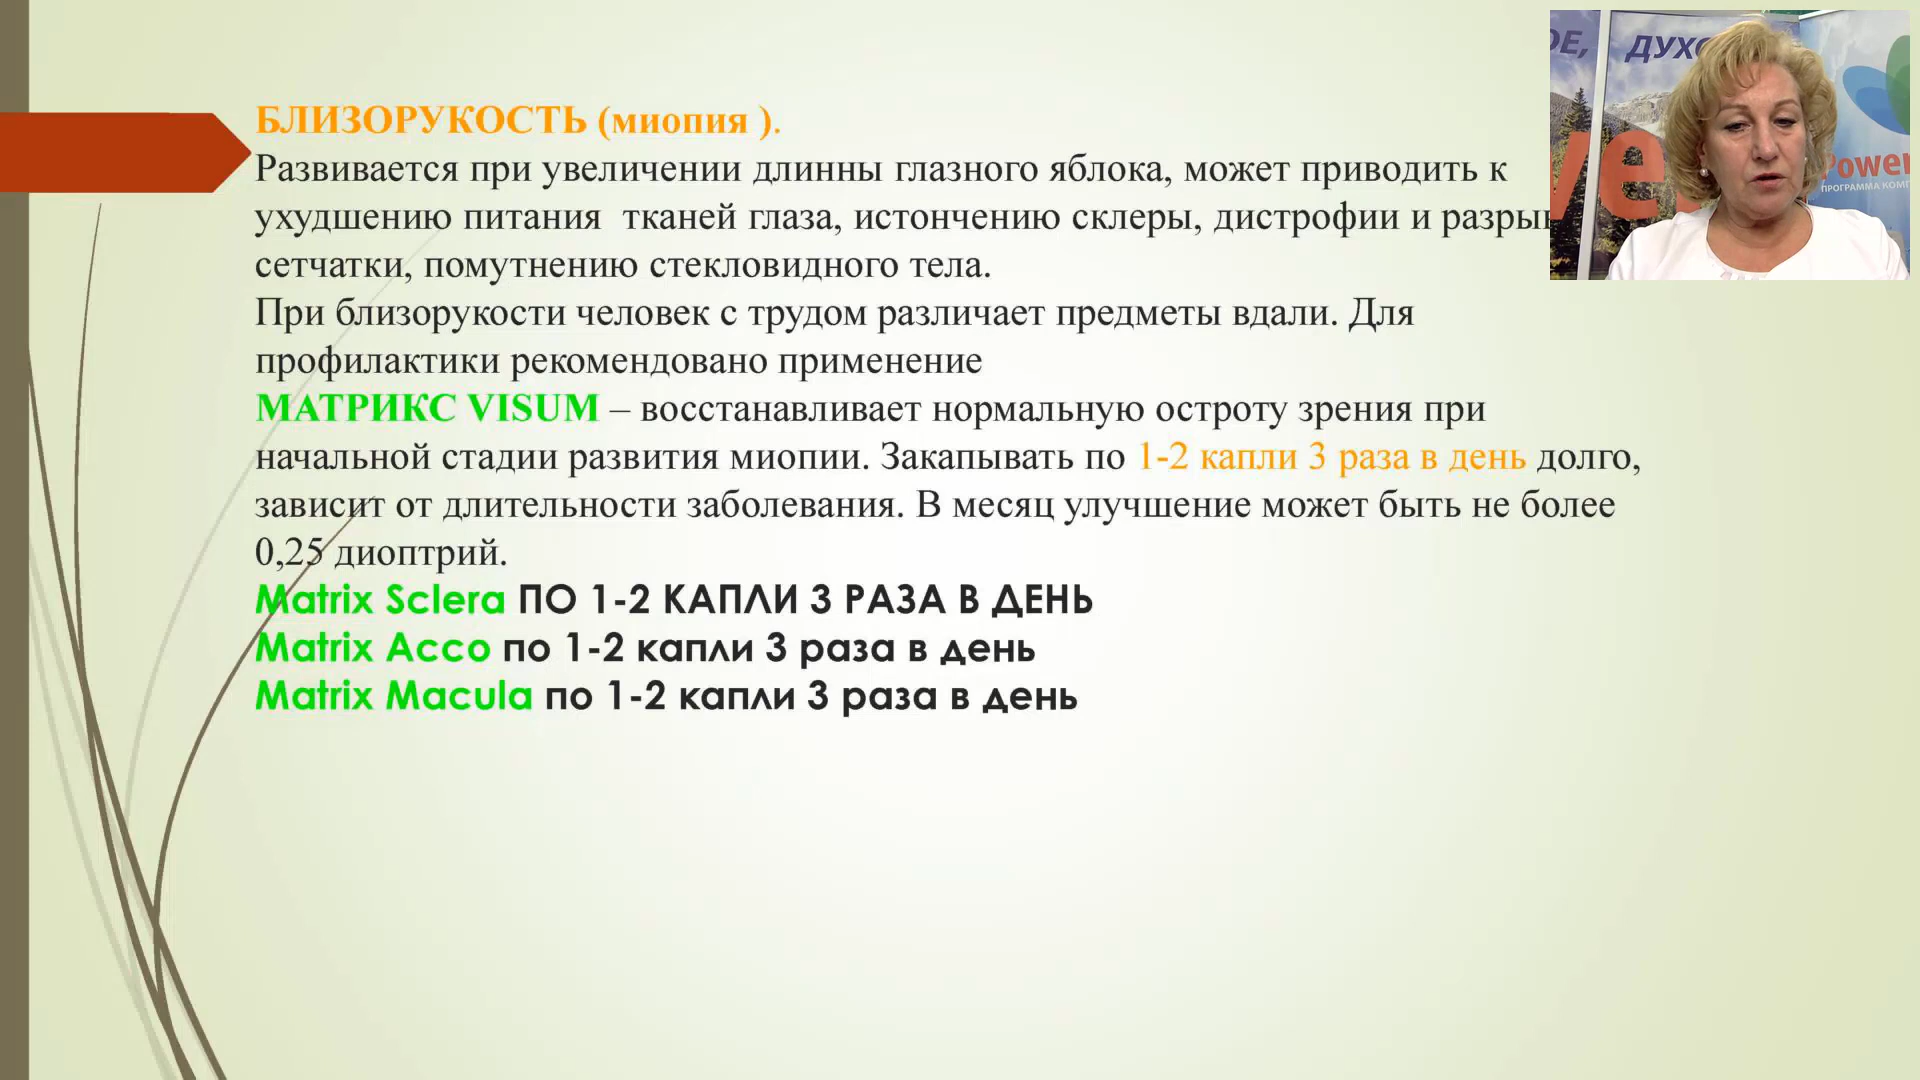 БЛИЗОРУКОСТЬ (миопия ).
Развивается при увеличении длинны глазного яблока, может приводить к
ухудшению питания  тканей глаза, истончению склеры, дистрофии и
сетчатки, помутнению стекловидного тела.
При близорукости человек с трудом различает предметы вдали. Для
профилактики рекомендовано применение
МАТРИКС VISUM – восстанавливает нормальную остроту зрения при
начальной стадии развития миопии. Закапывать по 1-2 капли 3 раза в день долго,
зависит от длительности заболевания. В месяц улучшение может быть не более
0,25 диоптрий.
Matrix Sclera ПО 1-2 КАПЛИ 3 РАЗА В ДЕНЬ
Matrix Acco по 1-2 капли 3 раза в день
Matrix Macula по 1-2 капли 3 раза в день
Power
ПРОГРАММА